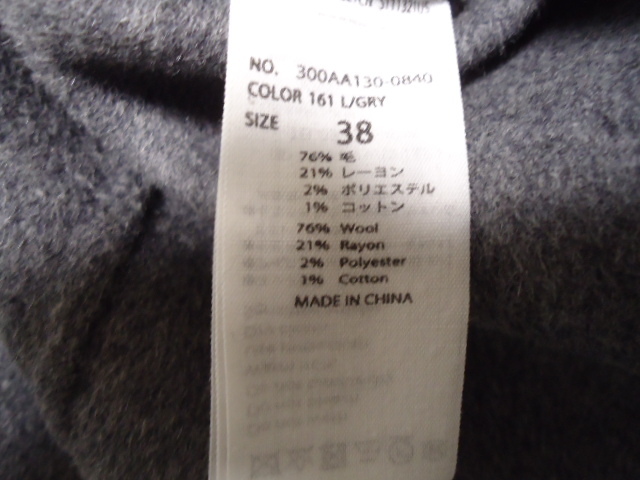 NO. 300AA130-0840
COLOR 161 L/GRY
SIZE 38
76% 毛
21% レーヨン
2% ポリエステル
1% コットン
76% Wool
21% Rayon
2% Polyester
1% Cotton
MADE IN CHINA